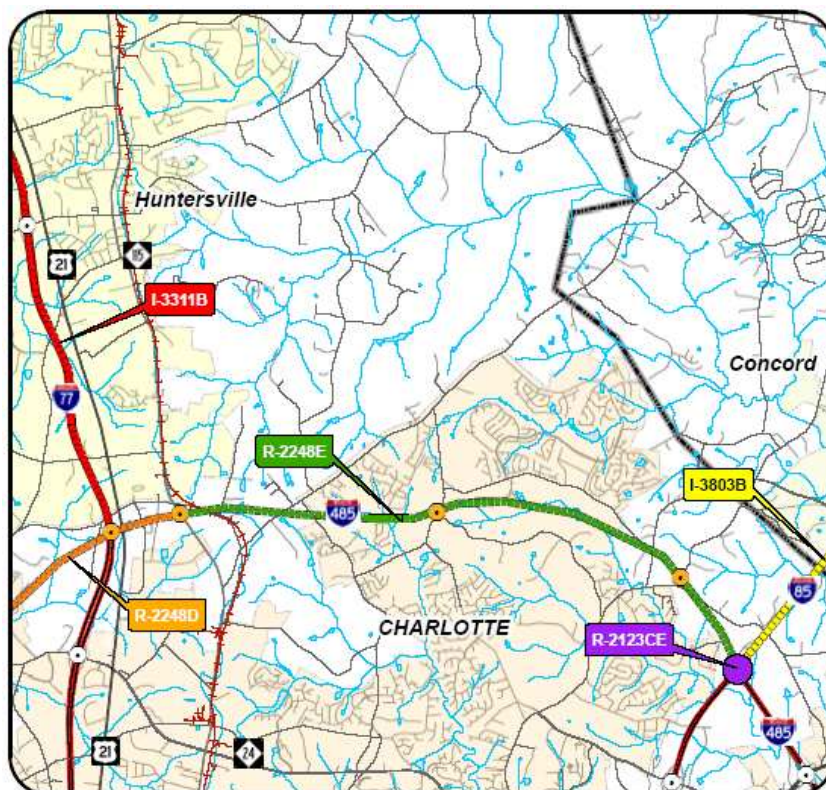 Huntersville
21
115
I-3311B
77
Concord
R-2248E
I-3803B
485
85
R-2248D
CHARLOTTE
R-2123CE
485
21
24